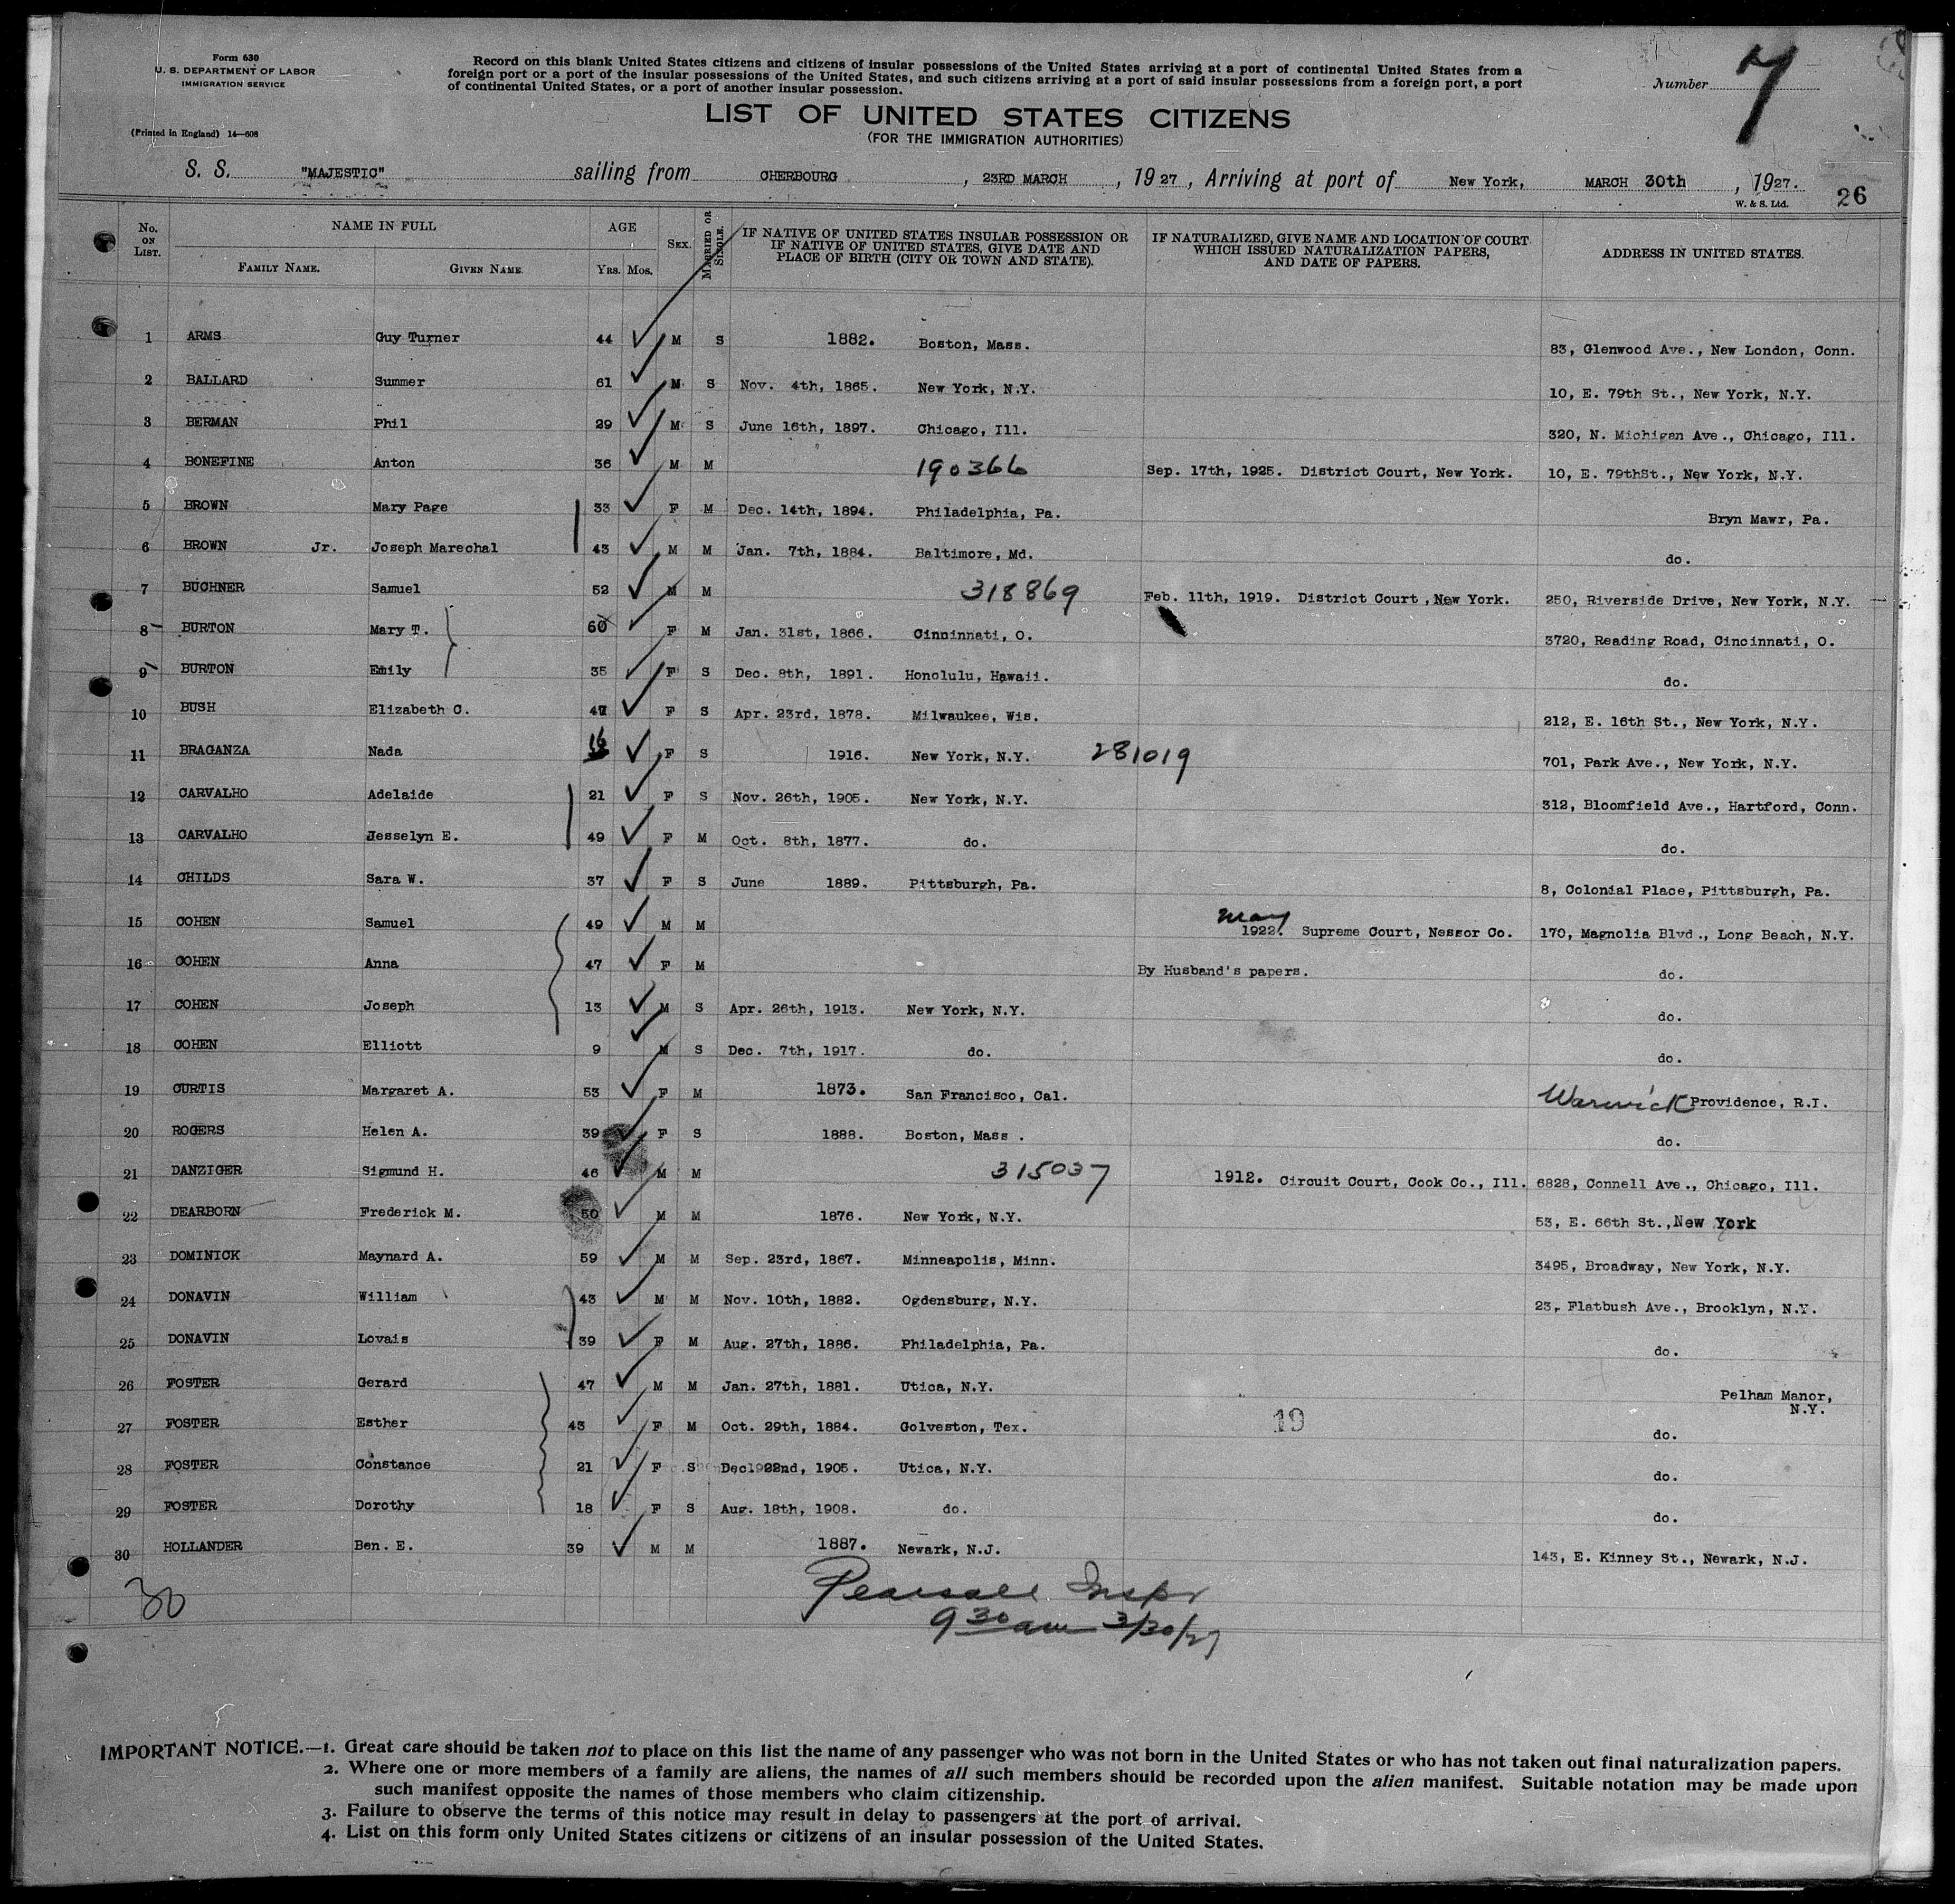 Form 630
U. S. DEPARTMENT OF LABOR
IMMIGRATION SERVICE
(Printed in England) 14—608
Record on this blank United States citizens and citizens of insular possessions of the United States arriving at a port of continental United States from a
foreign port or a port of the insular possessions of the United States, and such citizens arriving at a port of said insular possessions from a foreign port, a port
of continental United States, or a port of another insular possession.
Number 7
LIST OF UNITED STATES CITIZENS
(FOR THE IMMIGRATION AUTHORITIES)
S. S. "MAJESTIC" sailing from CHERBOURG, 23RD MARCH, 1927, Arriving at port of New York, MARCH 30th, 1927.
W. & S. Ltd.
26
No. ON LIST. NAME IN FULL FAMILY NAME. GIVEN NAME. AGE YRS. MOS. SEX. MARRIED OR SINGLE. IF NATIVE OF UNITED STATES INSULAR POSSESSION OR IF NATIVE OF UNITED STATES, GIVE DATE AND PLACE OF BIRTH (CITY OR TOWN AND STATE). IF NATURALIZED, GIVE NAME AND LOCATION OF COURT WHICH ISSUED NATURALIZATION PAPERS, AND DATE OF PAPERS. ADDRESS IN UNITED STATES.
1 ARMS Guy Turner 44 M S 1882. Boston, Mass. 83, Glenwood Ave., New London, Conn.
2 BALLARD Summer 61 M S Nov. 4th, 1865. New York, N.Y. 10, E. 79th St., New York, N.Y.
3 BERMAN Phil 29 M S June 16th, 1897. Chicago, Ill. 320, N. Michigan Ave., Chicago, Ill.
4 BONEFINE Anton 36 M M 190366 Sep. 17th, 1925. District Court, New York. 10, E. 79thSt., New York, N.Y.
5 BROWN Mary Page 33 F M Dec. 14th, 1894. Philadelphia, Pa. Bryn Mawr, Pa.
6 BROWN Jr. Joseph Marechal 43 M M Jan. 7th, 1884. Baltimore, Md. do.
7 BUCHNER Samuel 52 M M 318869 Feb. 11th, 1919. District Court, New York. 250, Riverside Drive, New York, N.Y.
8 BURTON Mary T. 60 F M Jan. 31st, 1866. Cincinnati, O. 3720, Reading Road, Cincinnati, O.
9 BURTON Emily 35 F S Dec. 8th, 1891. Honolulu, Hawaii. do.
10 BUSH Elizabeth C. F S Apr. 23rd, 1878. Milwaukee, Wis. 212, E. 16th St., New York, N.Y.
11 BRAGANZA Nada 16 F S 1916. New York, N.Y. 281019 701, Park Ave., New York, N.Y.
12 CARVALHO Adelaide 21 F S Nov. 26th, 1905. New York, N.Y. 312, Bloomfield Ave., Hartford, Conn.
13 CARVALHO Jesselyn E. 49 F M Oct. 8th, 1877. do. do.
14 CHILDS Sara W. 37 F S June 1889. Pittsburgh, Pa. 8, Colonial Place, Pittsburgh, Pa.
15 COHEN Samuel 49 M M May 1922. Supreme Court, Nessor Co. 170, Magnolia Blvd., Long Beach, N.Y.
16 COHEN Anna 47 F M By Husband's papers. do.
17 COHEN Joseph 13 M S Apr. 26th, 1913. New York, N.Y. do.
18 COHEN Elliott 9 M S Dec. 7th, 1917. do. do.
19 CURTIS Margaret A. 53 F M 1873. San Francisco, Cal. Warwick Providence, R.I.
20 ROGERS Helen A. 39 F S 1888. Boston, Mass. do.
21 DANZIGER Sigmund H. 46 M M 315037 1912. Circuit Court, Cook Co., Ill. 6828, Connell Ave., Chicago, Ill.
22 DEARBORN Frederick M. 50 M M 1876. New York, N.Y. 53, E. 66th St., New York
23 DOMINICK Maynard A. 59 M M Sep. 23rd, 1867. Minneapolis, Minn. 3495, Broadway, New York, N.Y.
24 DONAVIN William 43 M M Nov. 10th, 1882. Ogdensburg, N.Y. 23, Flatbush Ave., Brooklyn, N.Y.
25 DONAVIN Lovais 39 F M Aug. 27th, 1886. Philadelphia, Pa. do.
26 FOSTER Gerard 47 M M Jan. 27th, 1881. Utica, N.Y. Pelham Manor, N.Y.
27 FOSTER Esther 43 F M Oct. 29th, 1884. Golveston, Tex. 19 do.
28 FOSTER Constance 21 F S Dec. 22nd, 1905. Utica, N.Y. do.
29 FOSTER Dorothy 18 F S Aug. 18th, 1908. do. do.
30 HOLLANDER Ben. E. 39 M M 1887. Newark, N.J. 143, E. Kinney St., Newark, N.J.
30
Pearsall Inspr
9 30 am 3/30/27
IMPORTANT NOTICE.—1. Great care should be taken not to place on this list the name of any passenger who was not born in the United States or who has not taken out final naturalization papers.
2. Where one or more members of a family are aliens, the names of all such members should be recorded upon the alien manifest. Suitable notation may be made upon
such manifest opposite the names of those members who claim citizenship.
3. Failure to observe the terms of this notice may result in delay to passengers at the port of arrival.
4. List on this form only United States citizens or citizens of an insular possession of the United States.